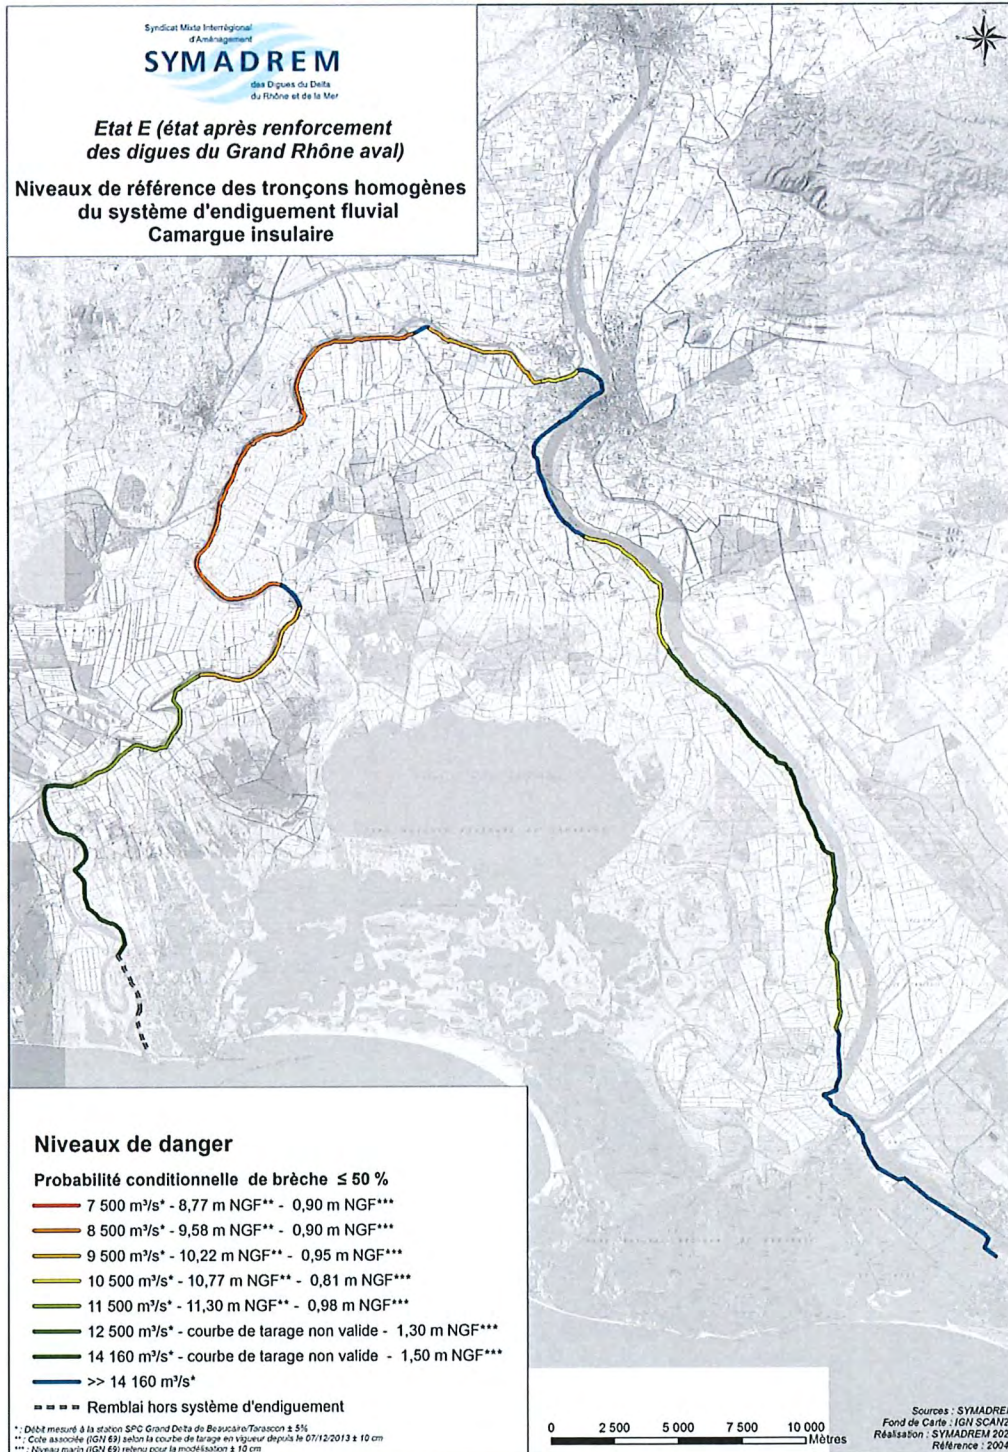 Syndicat Mixte Interrégional
d'Aménagement
SYMADREM
des Digues du Delta
du Rhône et de la Mer
Etat E (état après renforcement
des digues du Grand Rhône aval)
Niveaux de référence des tronçons homogènes
du système d'endiguement fluvial
Camargue insulaire
Niveaux de danger
Probabilité conditionnelle de brèche ≤ 50 %
7 500 m³/s* - 8,77 m NGF** - 0,90 m NGF***
8 500 m³/s* - 9,58 m NGF** - 0,90 m NGF***
9 500 m³/s* - 10,22 m NGF** - 0,95 m NGF***
10 500 m³/s* - 10,77 m NGF** - 0,81 m NGF***
11 500 m³/s* - 11,30 m NGF** - 0,98 m NGF***
12 500 m³/s* - courbe de tarage non valide - 1,30 m NGF***
14 160 m³/s* - courbe de tarage non valide - 1,50 m NGF***
>> 14 160 m³/s*
Remblai hors système d'endiguement
* : Débit mesuré à la station SPC Grand Delta de Beaucaire/Tarascon ± 5%
** : Cote associée (IGN 69) selon la courbe de tarage en vigueur depuis le 07/12/2013 ± 10 cm
*** : Niveau marin (IGN 69) retenu pour la modélisation ± 10 cm
0 2 500 5 000 7 500 10 000
Mètres
Sources : SYMADREM
Fond de Carte : IGN SCAN2
Réalisation : SYMADREM 20
Référence : 203